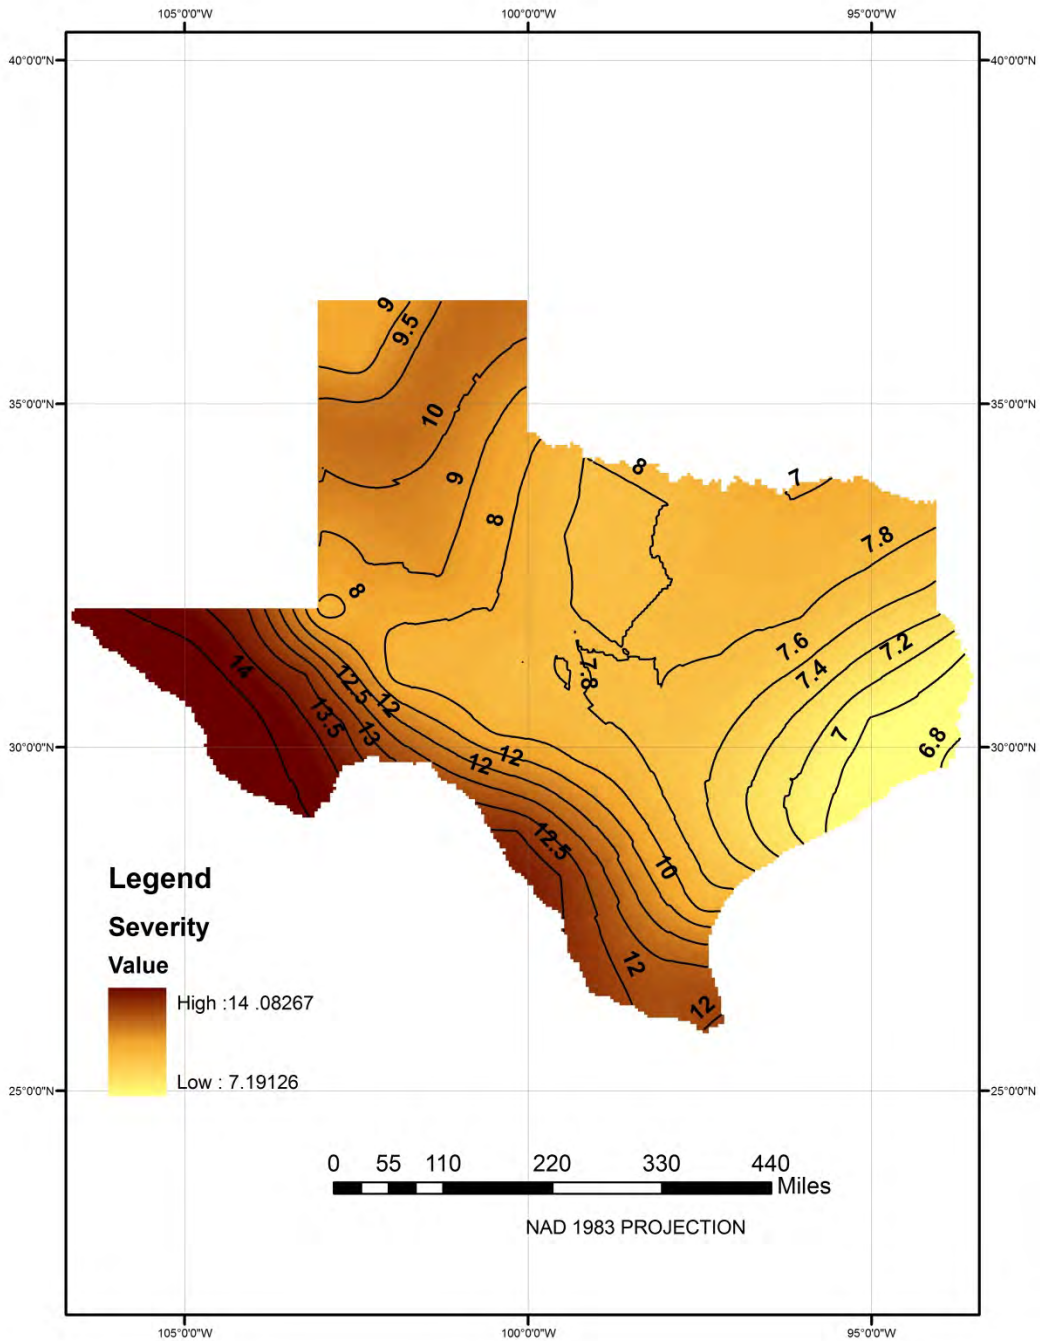 105°0'0"W 100°0'0"W 95°0'0"W
40°0'0"N 40°0'0"N
9
9.5
35°0'0"N 10 35°0'0"N
9
8
7
8
7.8
8
7.6
7.2
7.8
7.4
14
12.5
12
13.5
13
7
6.8
30°0'0"N 30°0'0"N
12
12
12.5
10
12
12
Legend
Severity
Value
High :14 .08267
Low : 7.19126
25°0'0"N 25°0'0"N
0 55 110 220 330 440
Miles
NAD 1983 PROJECTION
105°0'0"W 100°0'0"W 95°0'0"W